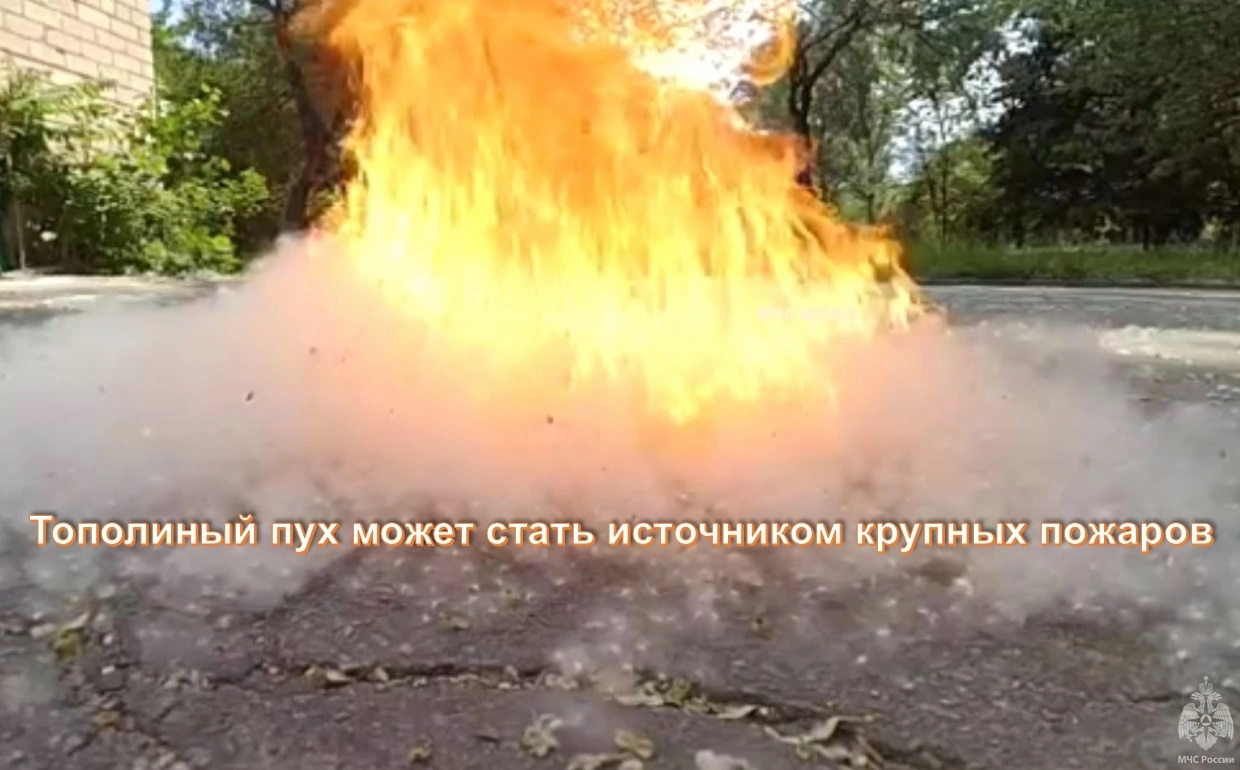 Тополиный пух может стать источником крупных пожаров
МЧС России